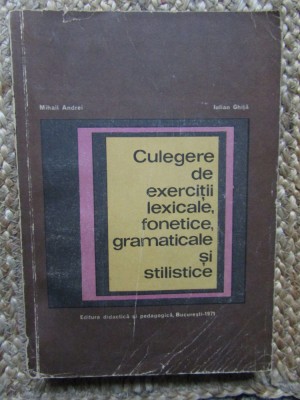 Mihail Andrei
Iulian Ghiță
Culegere
de
exerciții
lexicale,
fonetice,
gramaticale
și
stilistice
Editura didactică și pedagogică, București-1971